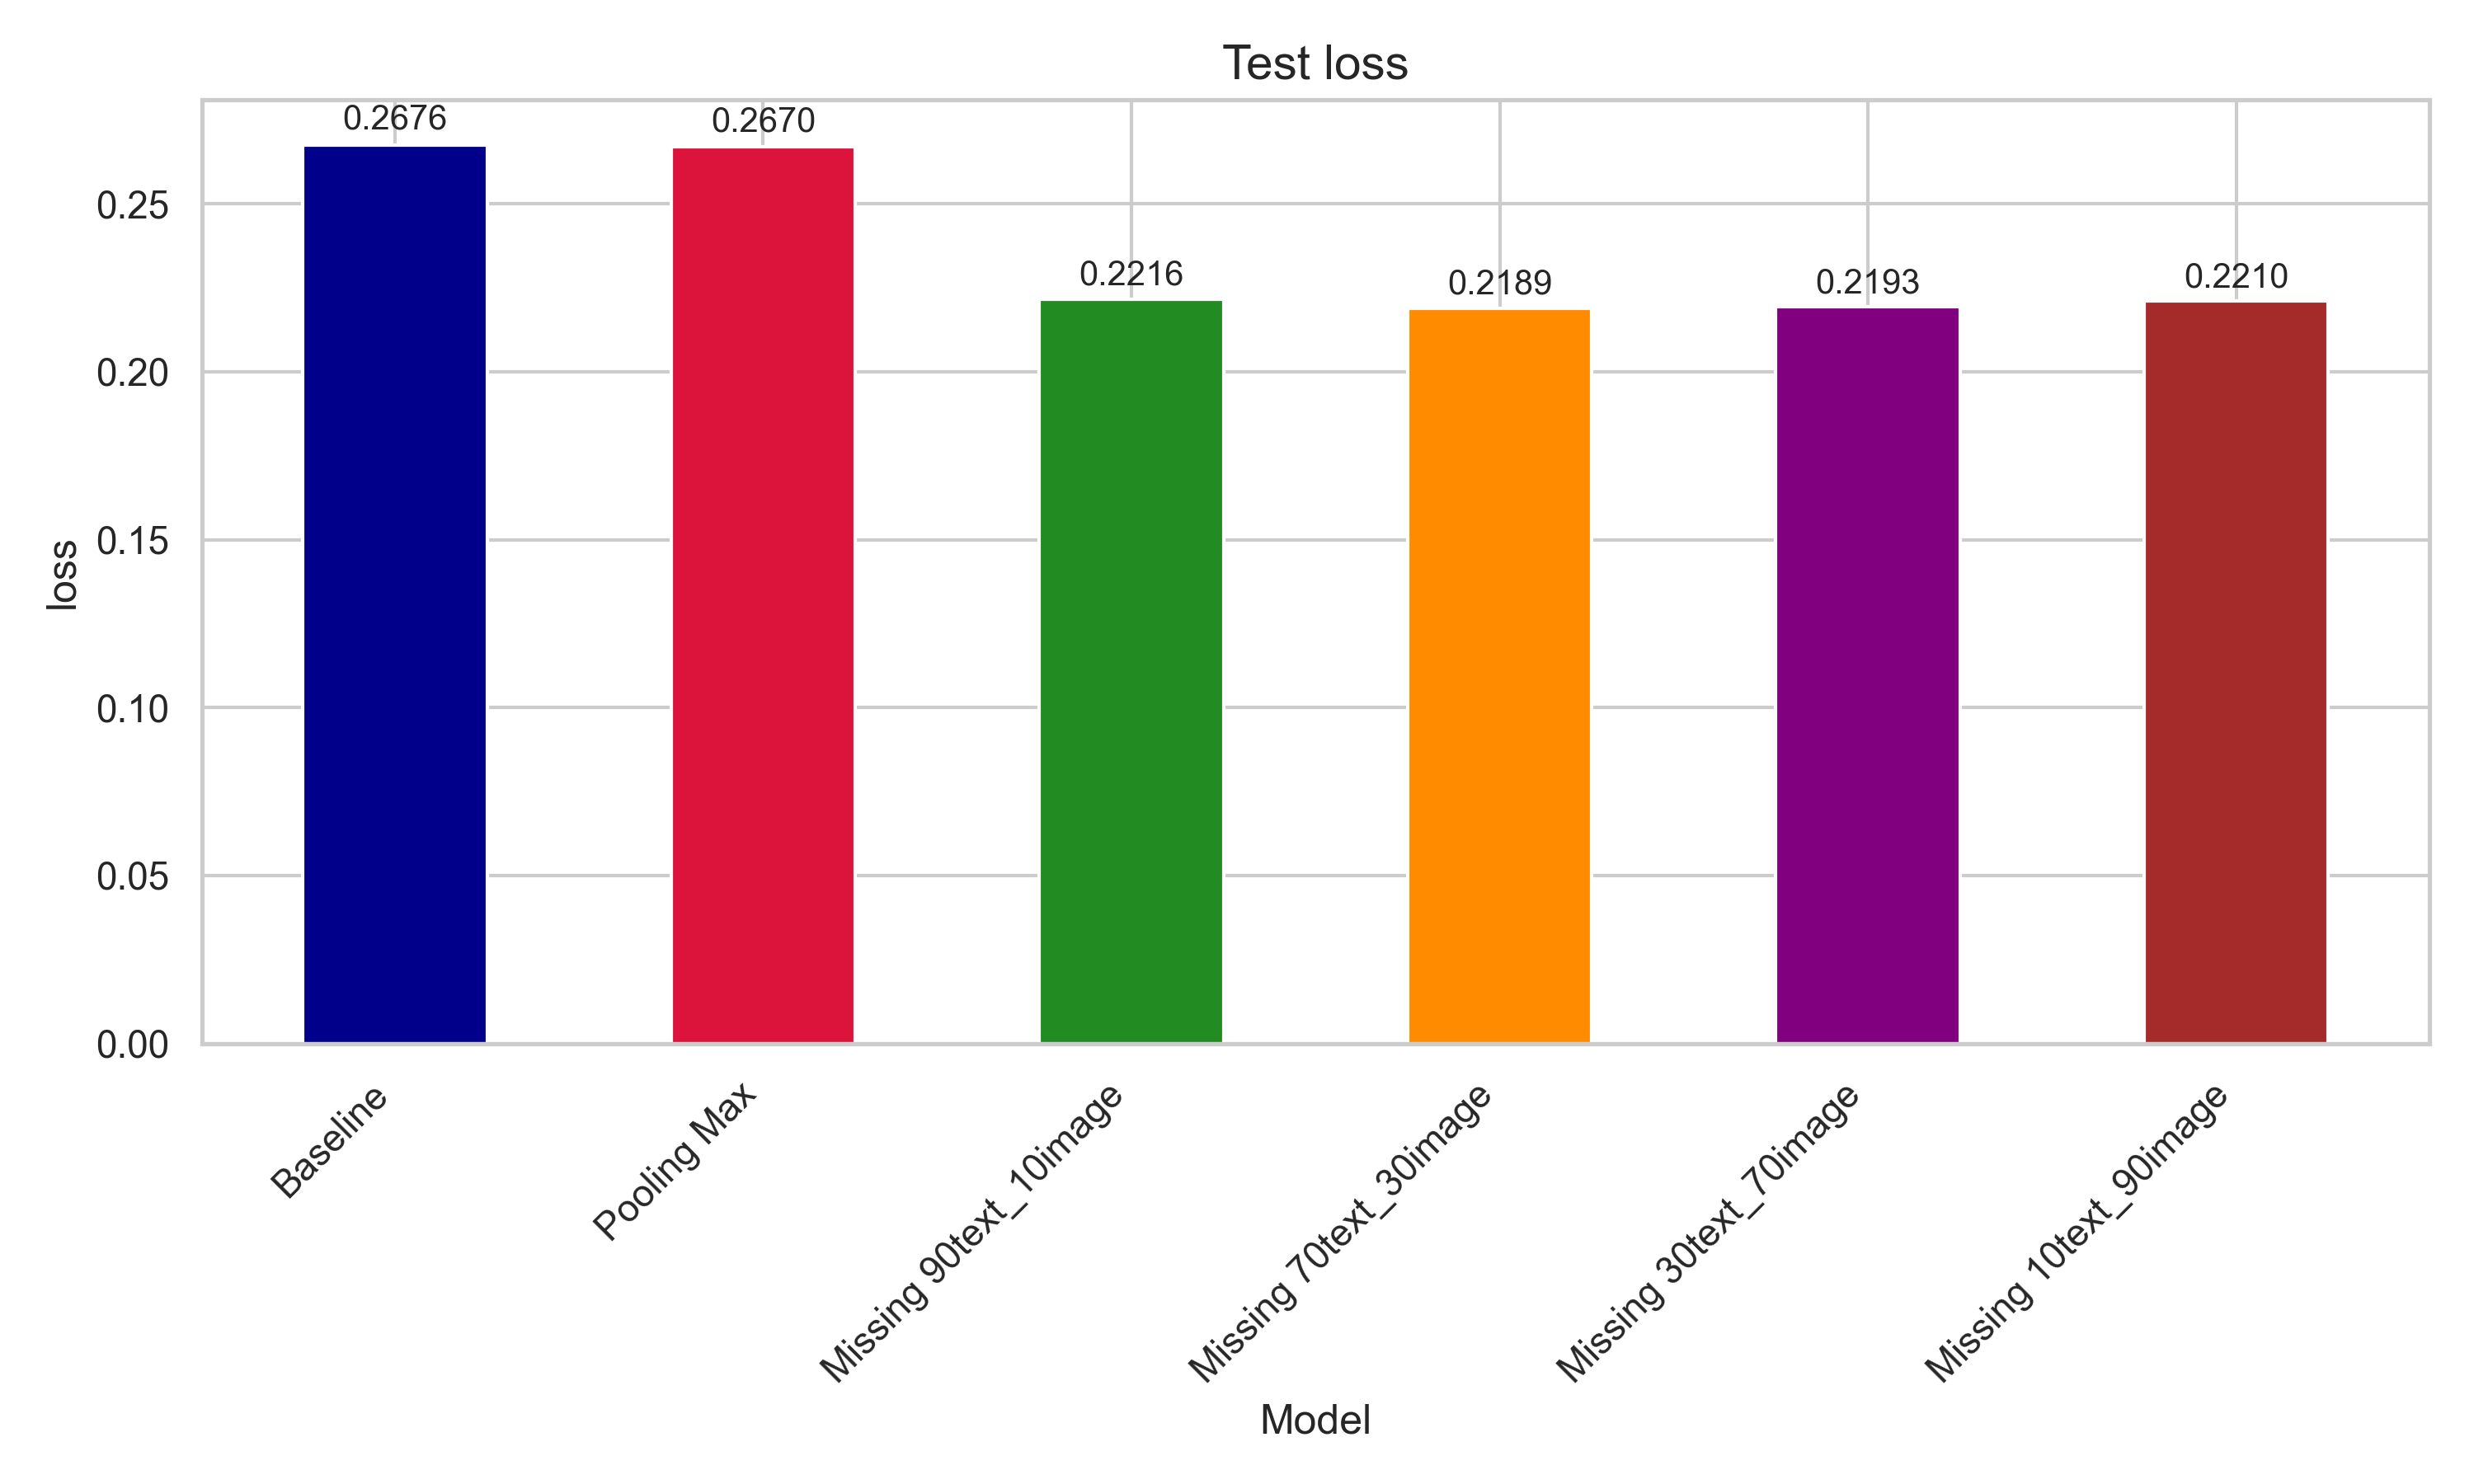 Test loss
0.2676
0.2670
0.2216
0.2189
0.2193
0.2210
0.25
0.20
0.15
0.10
0.05
0.00
loss
Baseline
Pooling Max
Missing 90text_10image
Missing 70text_30image
Missing 30text_70image
Missing 10text_90image
Model